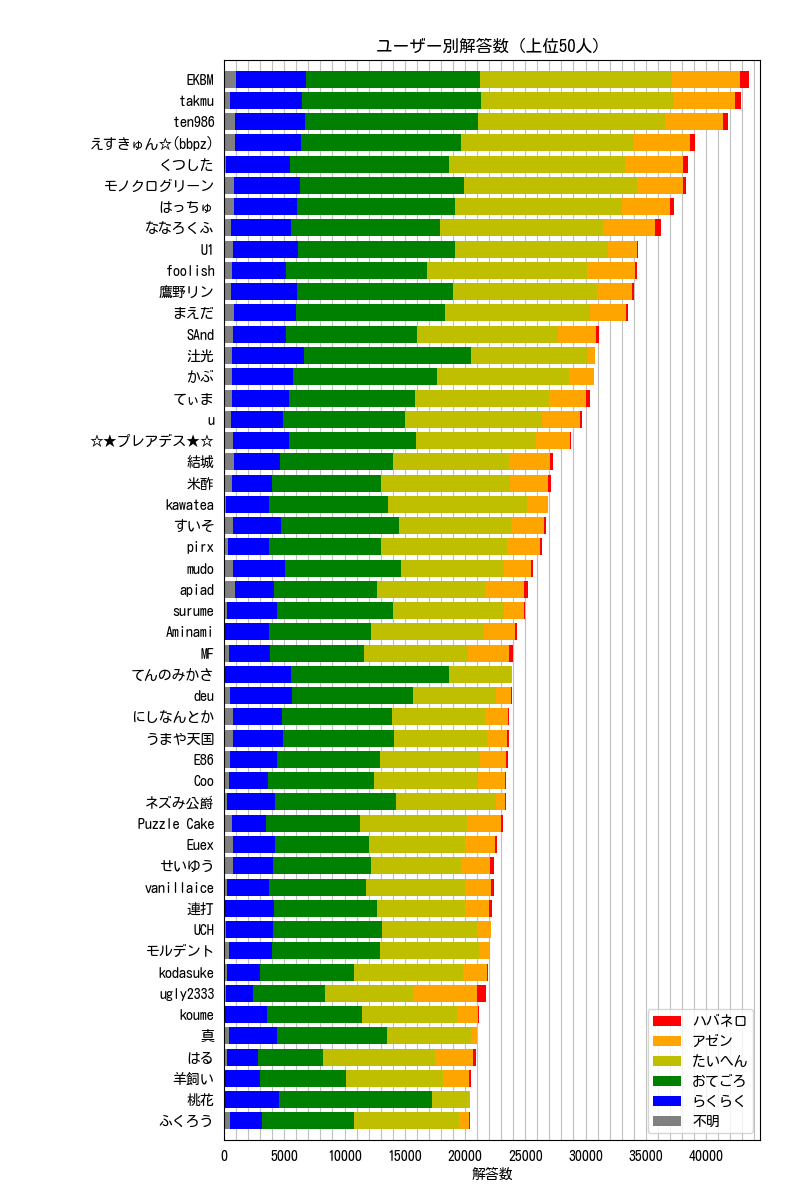 ユーザー別解答数 (上位50人)
EKBM
takmu
ten986
えすきゅん☆(bbpz)
くつした
モノクログリーン
はっちゅ
ななろくふ
U1
foolish
鷹野リン
まえだ
SAnd
汢光
かぶ
てぃま
u
☆★プレアデス★☆
結城
米酢
kawatea
すいそ
pirx
mudo
apiad
surume
Aminami
MF
てんのみかさ
deu
にしなんとか
うまや天国
E86
Coo
ネズみ公爵
Puzzle Cake
Euex
せいゆう
vanillaice
連打
UCH
モルデント
kodasuke
ugly2333
koume
真
はる
羊飼い
桃花
ふくろう
ハバネロ
アゼン
たいへん
おてごろ
らくらく
不明
0 5000 10000 15000 20000 25000 30000 35000 40000
解答数